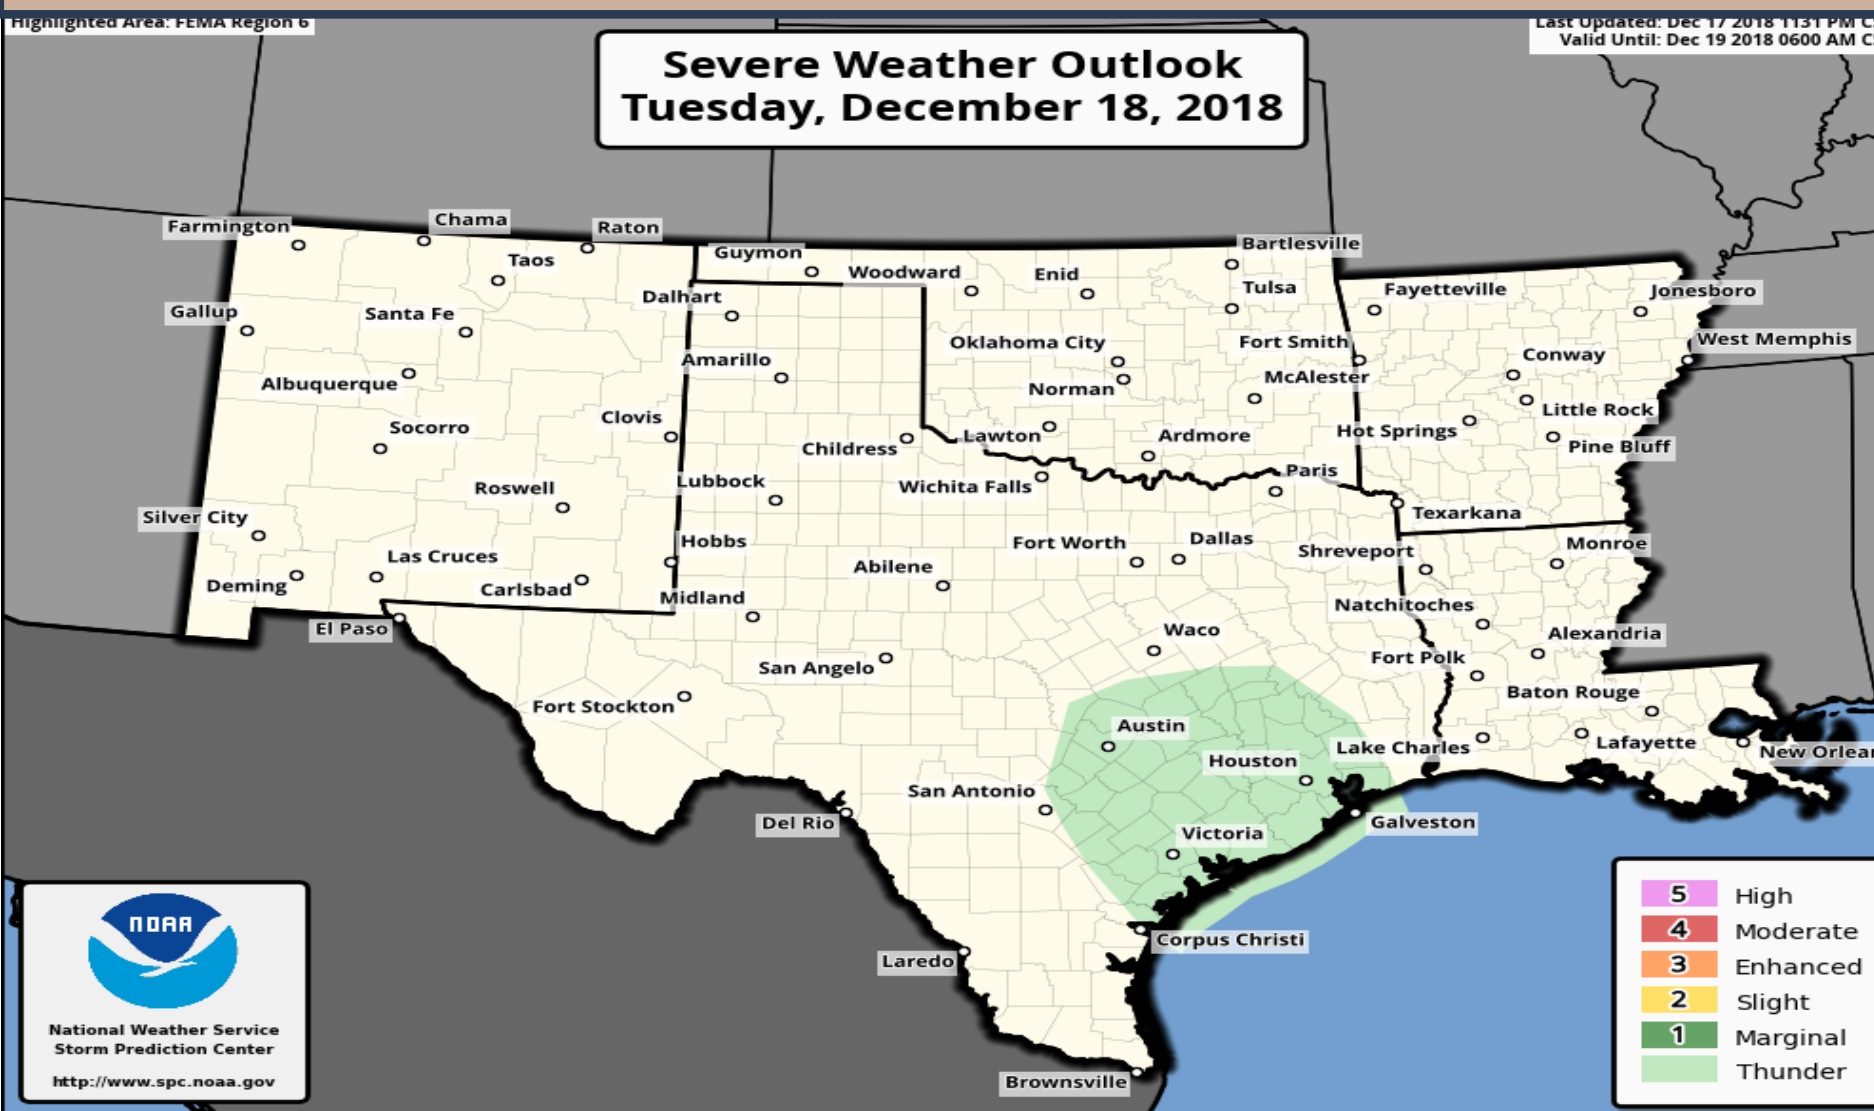 Highlighted Area: FEMA Region 6
Last Updated: Dec 17 2018 1131 PM
Valid Until: Dec 19 2018 0600 AM
Severe Weather Outlook
Tuesday, December 18, 2018
Farmington
Chama
Raton
Taos
Guymon
Woodward
Enid
Bartlesville
Tulsa
Dalhart
Fayetteville
Jonesboro
Gallup
Santa Fe
Oklahoma City
Fort Smith
West Memphis
Amarillo
Conway
Albuquerque
Norman
McAlester
Clovis
Little Rock
Socorro
Childress
Lawton
Ardmore
Hot Springs
Pine Bluff
Roswell
Lubbock
Wichita Falls
Paris
Silver City
Texarkana
Las Cruces
Hobbs
Fort Worth
Dallas
Shreveport
Monroe
Deming
Carlsbad
Midland
Abilene
Natchitoches
El Paso
Waco
Alexandria
San Angelo
Fort Polk
Fort Stockton
Baton Rouge
Austin
Lake Charles
Lafayette
New Orlean
Houston
San Antonio
Del Rio
Victoria
Galveston
Corpus Christi
Laredo
Brownsville
NOAA
National Weather Service
Storm Prediction Center
http://www.spc.noaa.gov
5 High
4 Moderate
3 Enhanced
2 Slight
1 Marginal
Thunder